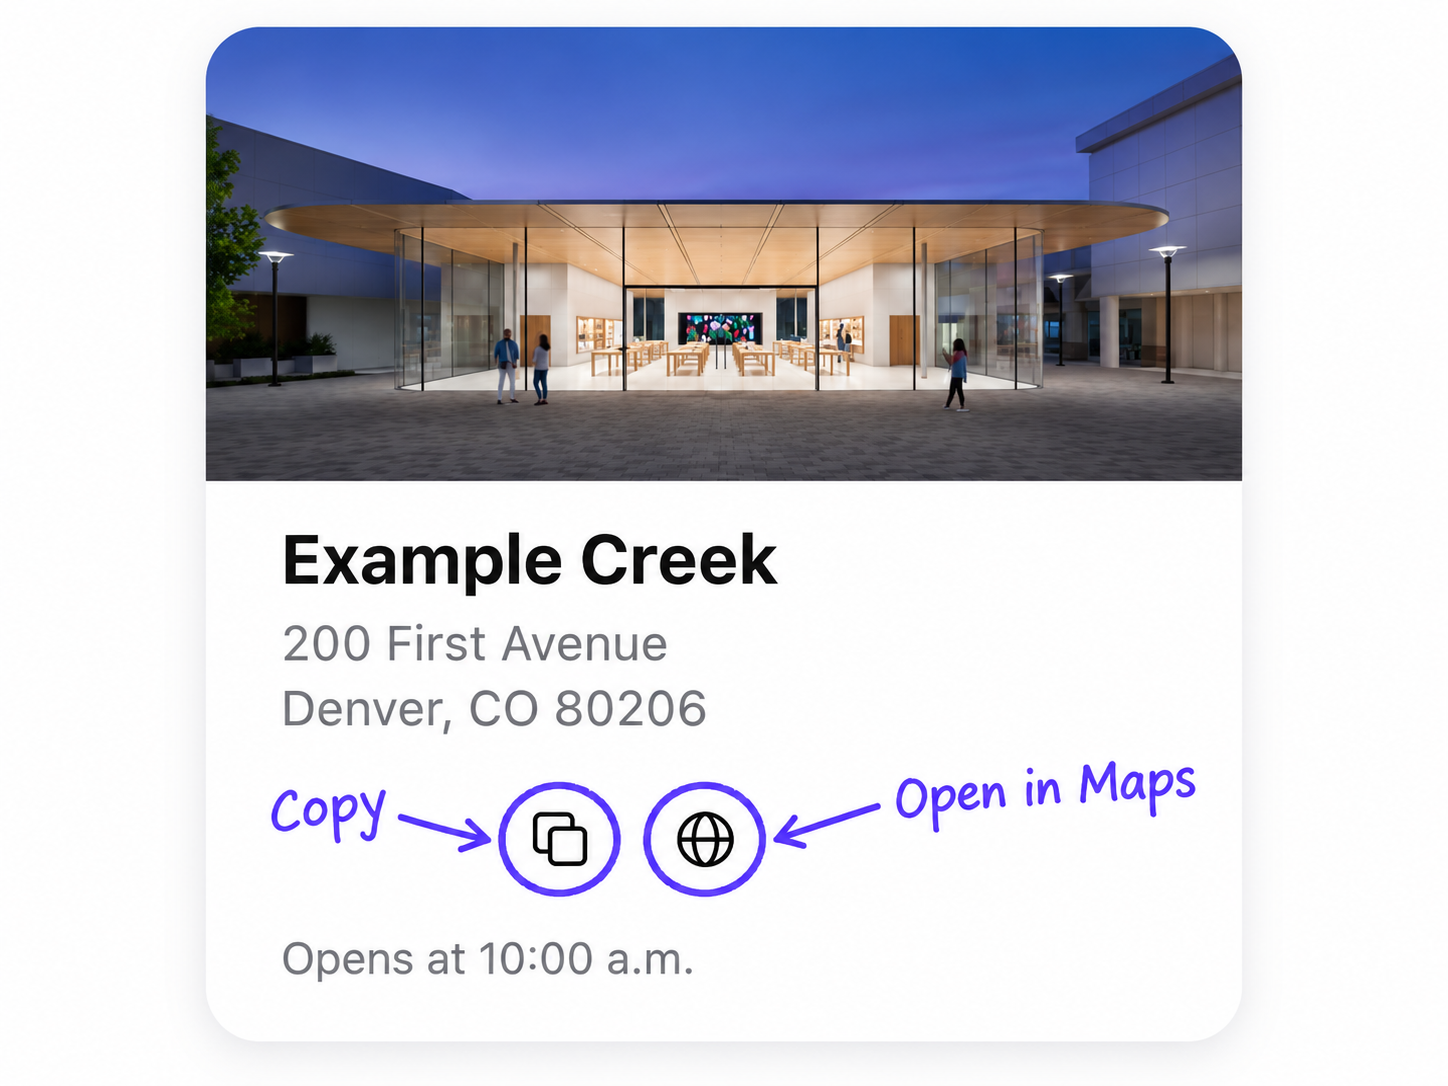 Example Creek
200 First Avenue
Denver, CO 80206
Copy
Open in Maps
Opens at 10:00 a.m.